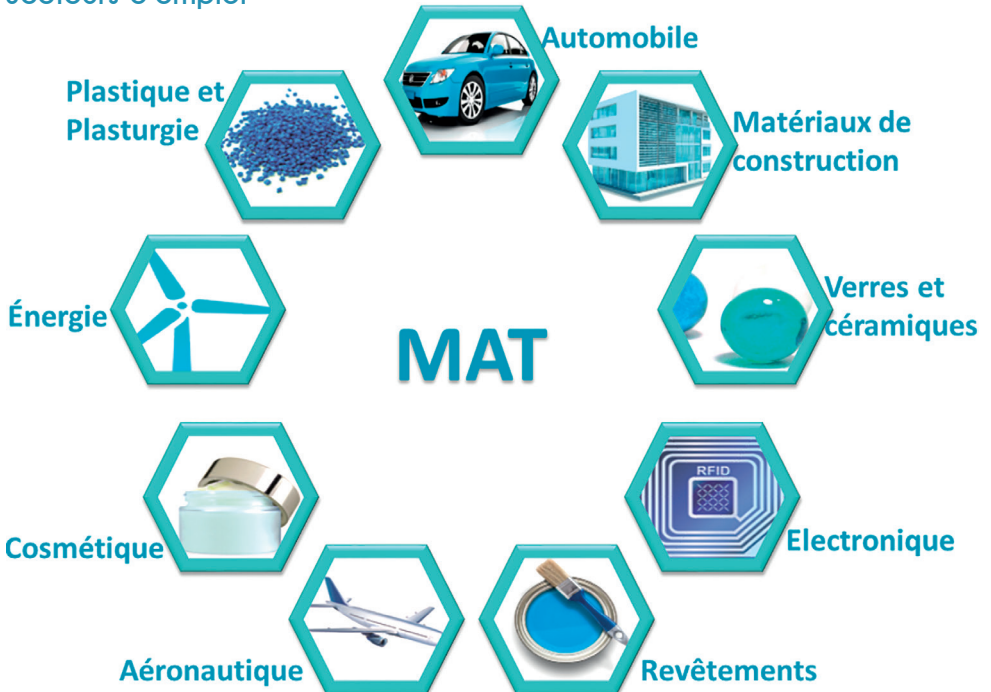 Automobile
Plastique et
Plasturgie
Matériaux de
construction
Énergie
Verres et
céramiques
MAT
RFID
Cosmétique
Electronique
Aéronautique
Revêtements